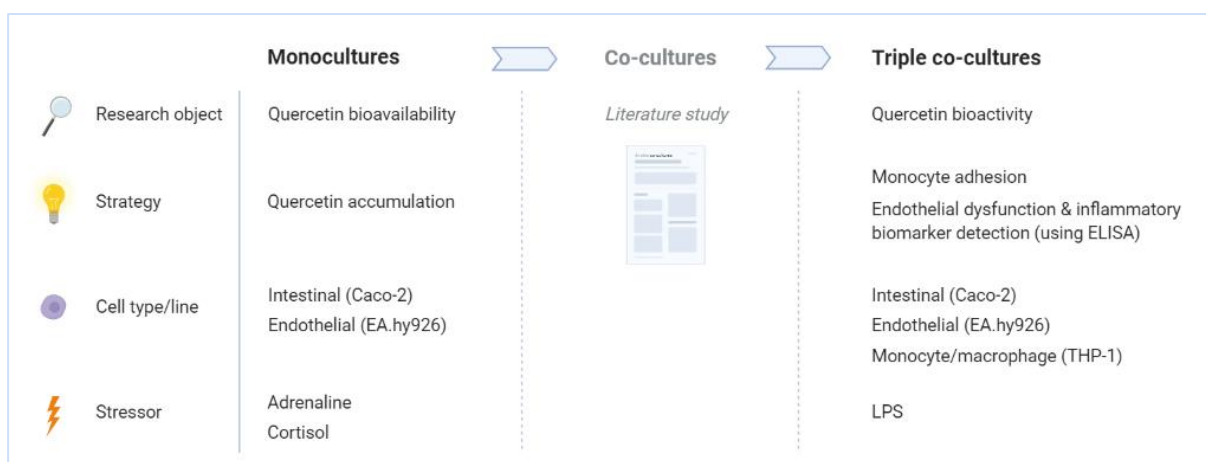 Monocultures
Co-cultures
Triple co-cultures
Research object
Quercetin bioavailability
Literature study
Quercetin bioactivity
Strategy
Quercetin accumulation
Monocyte adhesion
Endothelial dysfunction & inflammatory
biomarker detection (using ELISA)
Cell type/line
Intestinal (Caco-2)
Endothelial (EA.hy926)
Intestinal (Caco-2)
Endothelial (EA.hy926)
Monocyte/macrophage (THP-1)
Stressor
Adrenaline
Cortisol
LPS